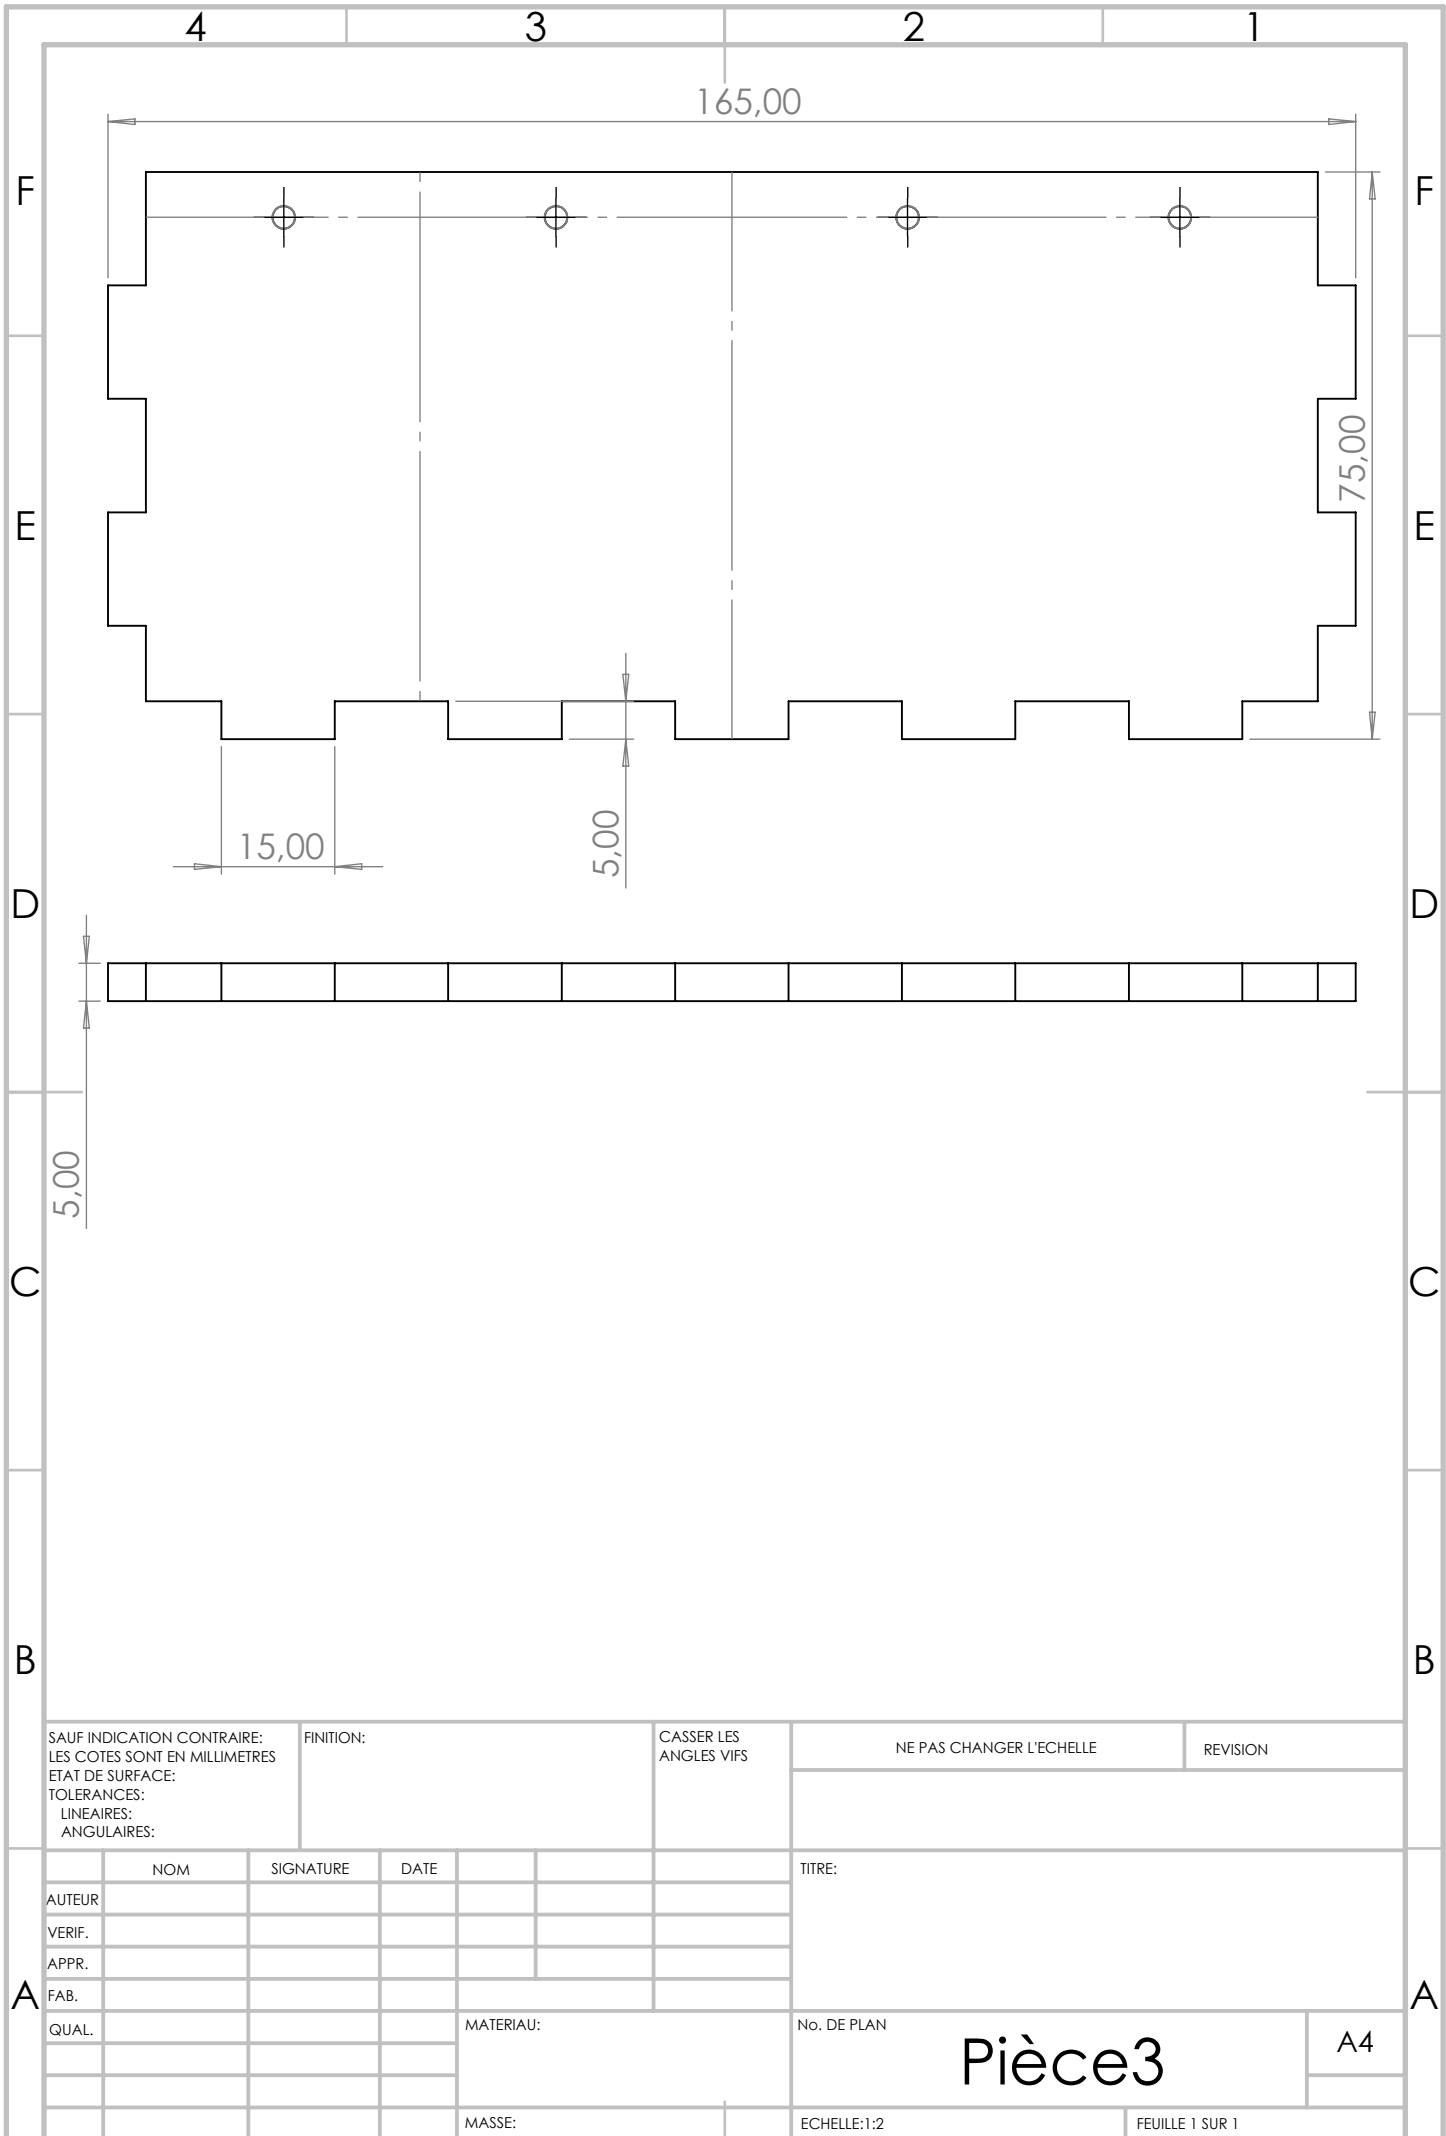 4 3 2 1
165,00
F F
75,00
E E
15,00
5,00
D D
5,00
C C
B B
SAUF INDICATION CONTRAIRE:
LES COTES SONT EN MILLIMETRES
ETAT DE SURFACE:
TOLERANCES:
LINEAIRES:
ANGULAIRES:
FINITION:
CASSER LES
ANGLES VIFS
NE PAS CHANGER L'ECHELLE
REVISION
NOM SIGNATURE DATE
TITRE:
AUTEUR
VERIF.
APPR.
A FAB. A
QUAL.
MATERIAU:
No. DE PLAN
Pièce3
A4
MASSE:
ECHELLE:1:2
FEUILLE 1 SUR 1